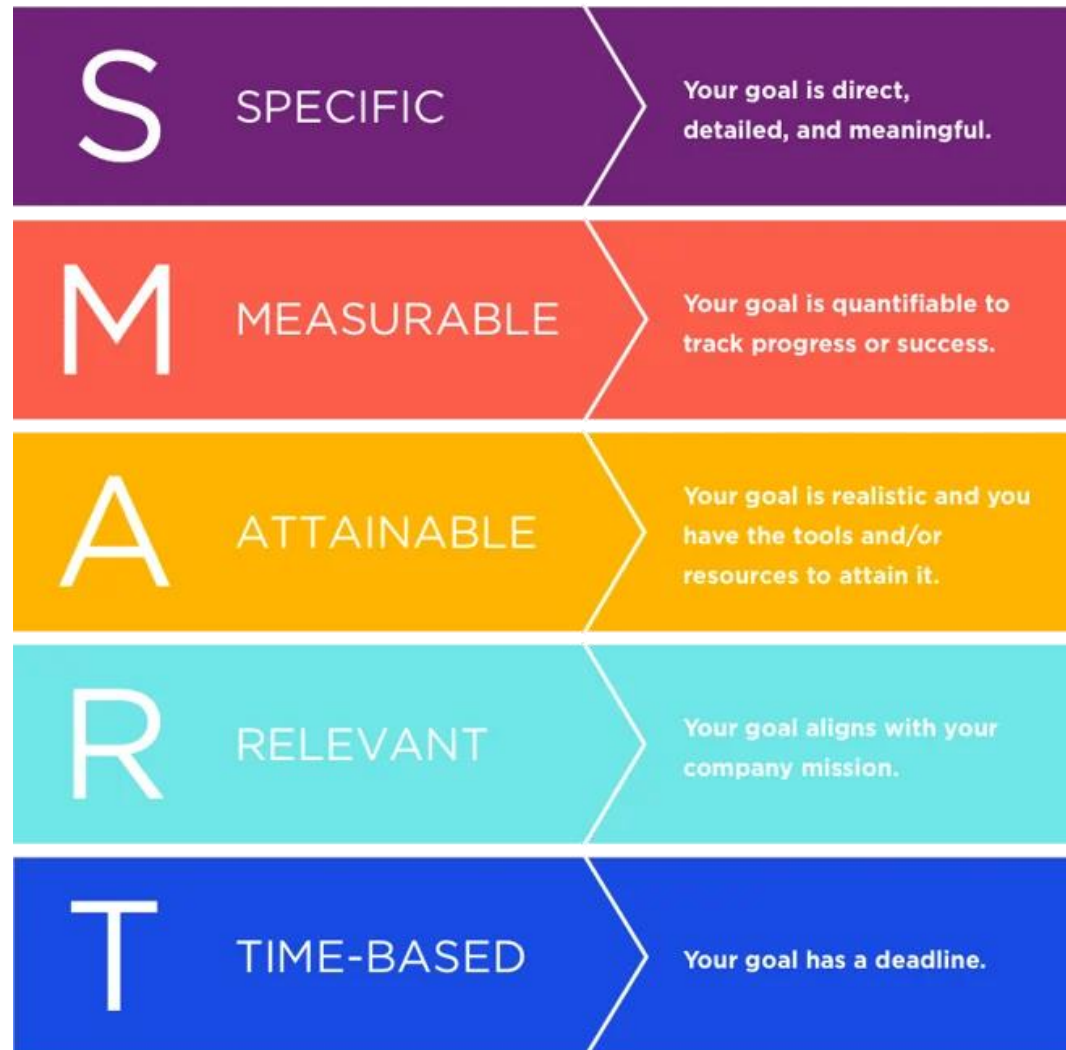 S SPECIFIC
Your goal is direct,
detailed, and meaningful.
M MEASURABLE
Your goal is quantifiable to
track progress or success.
A ATTAINABLE
Your goal is realistic and you
have the tools and/or
resources to attain it.
R RELEVANT
Your goal aligns with your
company mission.
T TIME-BASED
Your goal has a deadline.